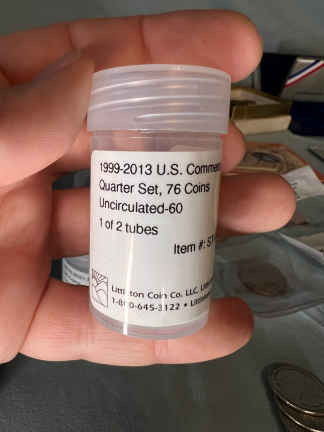 1999-2013 U.S. Comme
Quarter Set, 76 Coins
Uncirculated-60
1 of 2 tubes
Item #: S
Littleton Coin Co. LLC,
1-800-645-3122 •